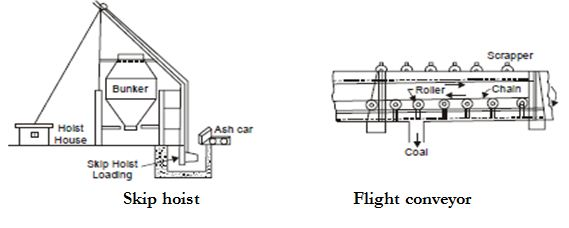 Bunker
Hoist
House
Ash car
Skip Hoist
Loading
Skip hoist
Scrapper
Roller
Chain
Coal
Flight conveyor